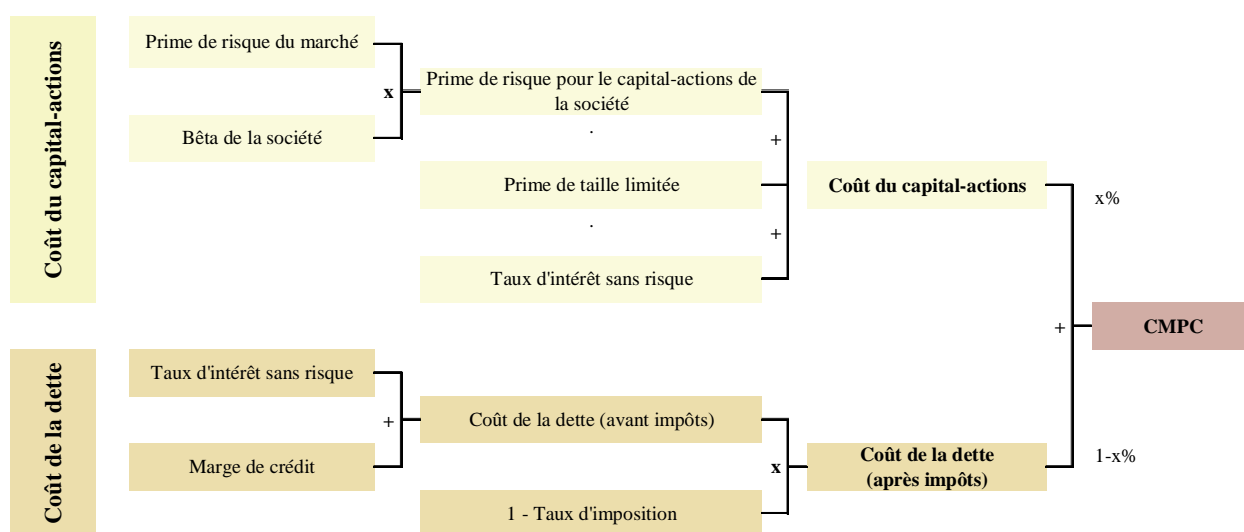 Coût du capital-actions
Prime de risque du marché
x
Bêta de la société
Prime de risque pour le capital-actions de
la société
.
+
Prime de taille limitée
.
+
Taux d'intérêt sans risque
Coût du capital-actions
x%
+
CMPC
Coût de la dette
Taux d'intérêt sans risque
+
Marge de crédit
Coût de la dette (avant impôts)
x
1 - Taux d'imposition
Coût de la dette
(après impôts)
1-x%